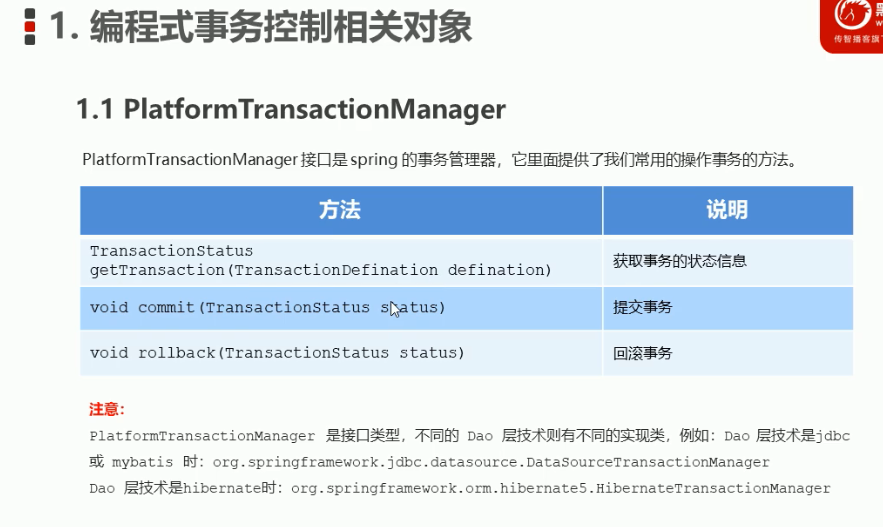 1. 编程式事务控制相关对象
传智播客旗
1.1 PlatformTransactionManager
PlatformTransactionManager 接口是 spring 的事务管理器，它里面提供了我们常用的操作事务的方法。
方法 说明
TransactionStatus
getTransaction(TransactionDefination defination) 获取事务的状态信息
void commit(TransactionStatus status) 提交事务
void rollback(TransactionStatus status) 回滚事务
注意：
PlatformTransactionManager 是接口类型，不同的 Dao 层技术则有不同的实现类，例如：Dao 层技术是jdbc
或 mybatis 时：org.springframework.jdbc.datasource.DataSourceTransactionManager
Dao 层技术是hibernate时：org.springframework.orm.hibernate5.HibernateTransactionManager